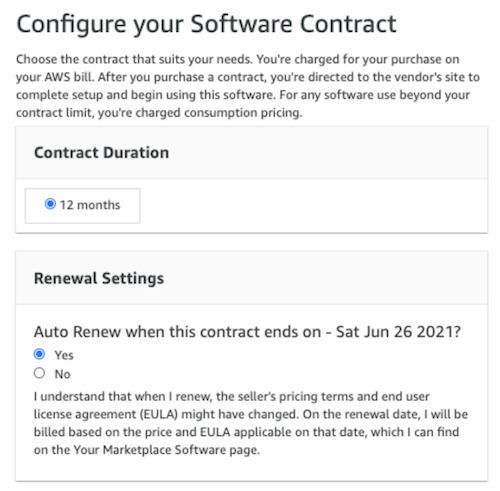 Configure your Software Contract
Choose the contract that suits your needs. You're charged for your purchase on
your AWS bill. After you purchase a contract, you're directed to the vendor's site to
complete setup and begin using this software. For any software use beyond your
contract limit, you're charged consumption pricing.
Contract Duration
12 months
Renewal Settings
Auto Renew when this contract ends on - Sat Jun 26 2021?
Yes
No
I understand that when I renew, the seller's pricing terms and end user
license agreement (EULA) might have changed. On the renewal date, I will be
billed based on the price and EULA applicable on that date, which I can find
on the Your Marketplace Software page.